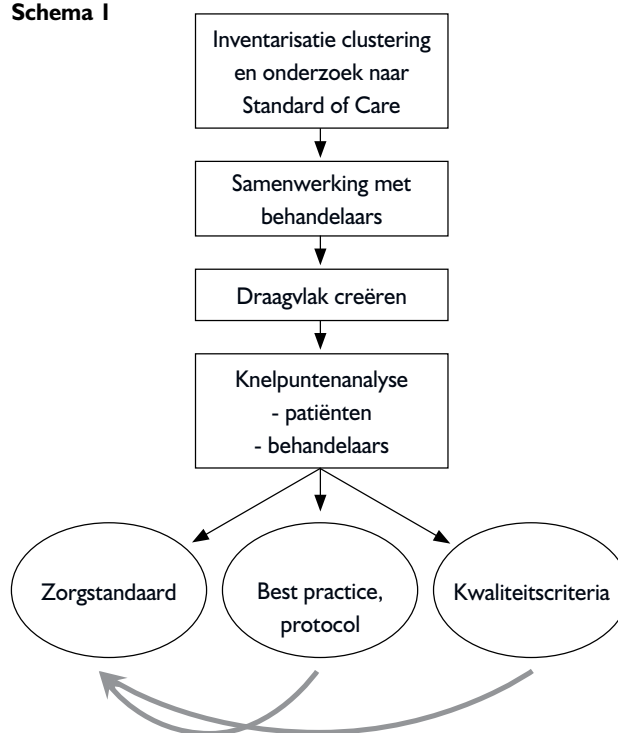 Schema 1
Inventarisatie clustering
en onderzoek naar
Standard of Care
Samenwerking met
behandelaars
Draagvlak creëren
Knelpuntenanalyse
- patiënten
- behandelaars
Zorgstandaard
Best practice,
protocol
Kwaliteitscriteria